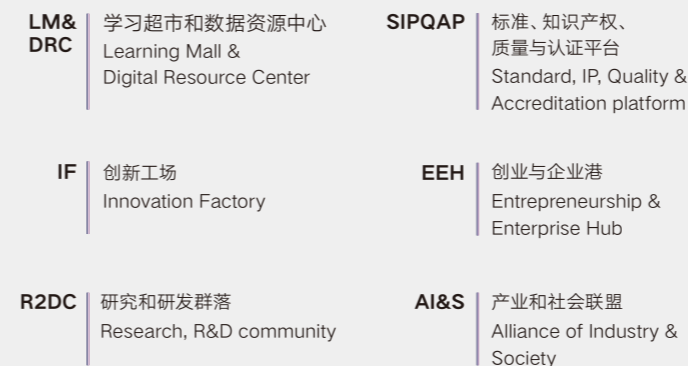 LM&
DRC
学习超市和数据资源中心
Learning Mall &
Digital Resource Center
SIPQAP
标准、知识产权、
质量与认证平台
Standard, IP, Quality &
Accreditation platform
IF
创新工场
Innovation Factory
EEH
创业与企业港
Entrepreneurship &
Enterprise Hub
R2DC
研究和研发群落
Research, R&D community
AI&S
产业和社会联盟
Alliance of Industry &
Society